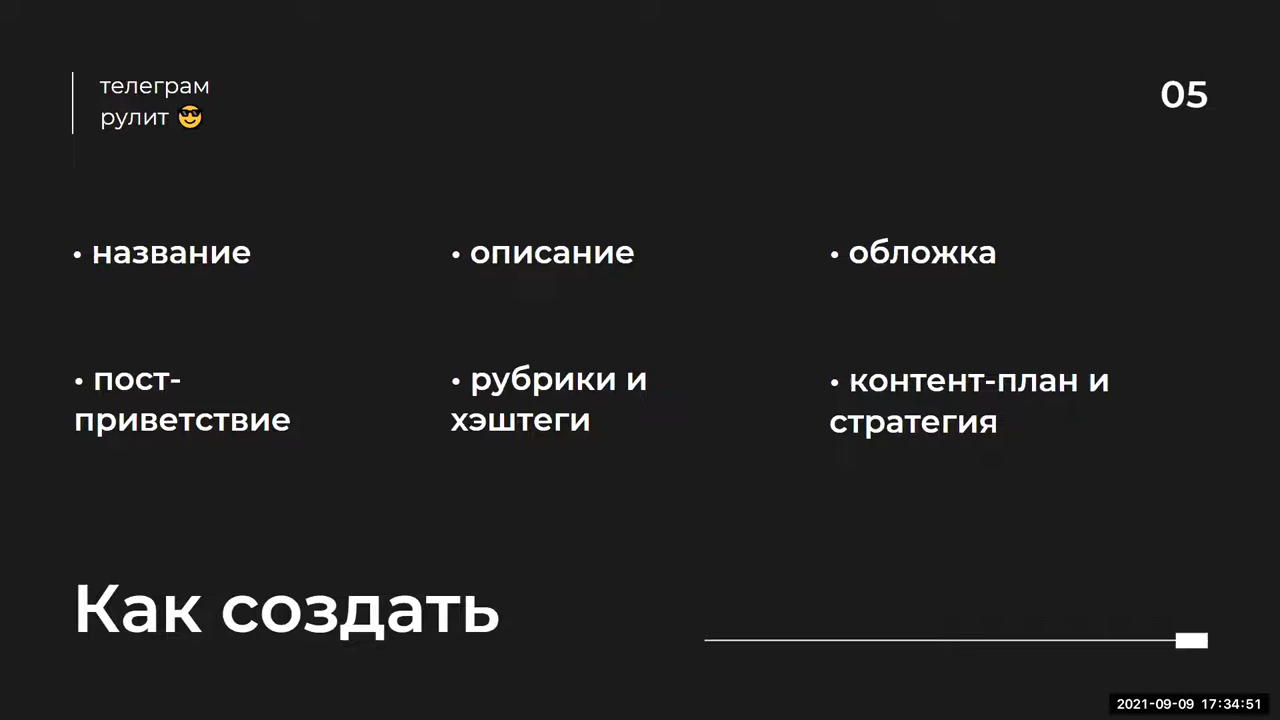 телеграм
рулит 😎
05
• название
• описание
• обложка
• пост-
приветствие
• рубрики и
хэштеги
• контент-план и
стратегия
Как создать
2021-09-09 17:34:51